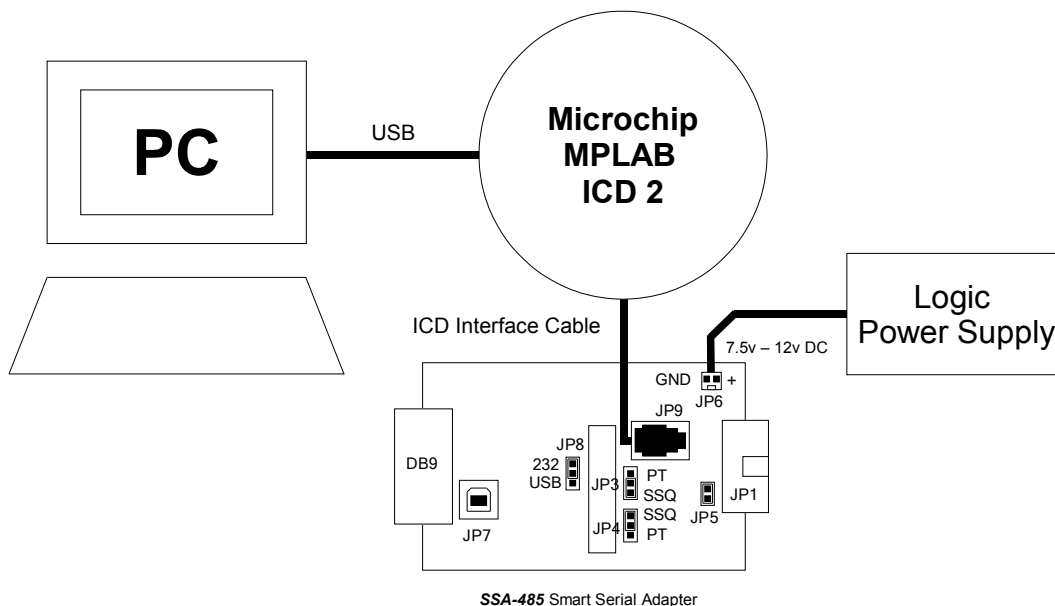 PC
USB
Microchip
MPLAB
ICD 2
Logic
Power Supply
ICD Interface Cable
7.5v – 12v DC
GND
+
JP6
JP9
JP8
232
USB
DB9
JP7
JP3
PT
SSQ
JP4
SSQ
PT
JP5
JP1
SSA-485 Smart Serial Adapter